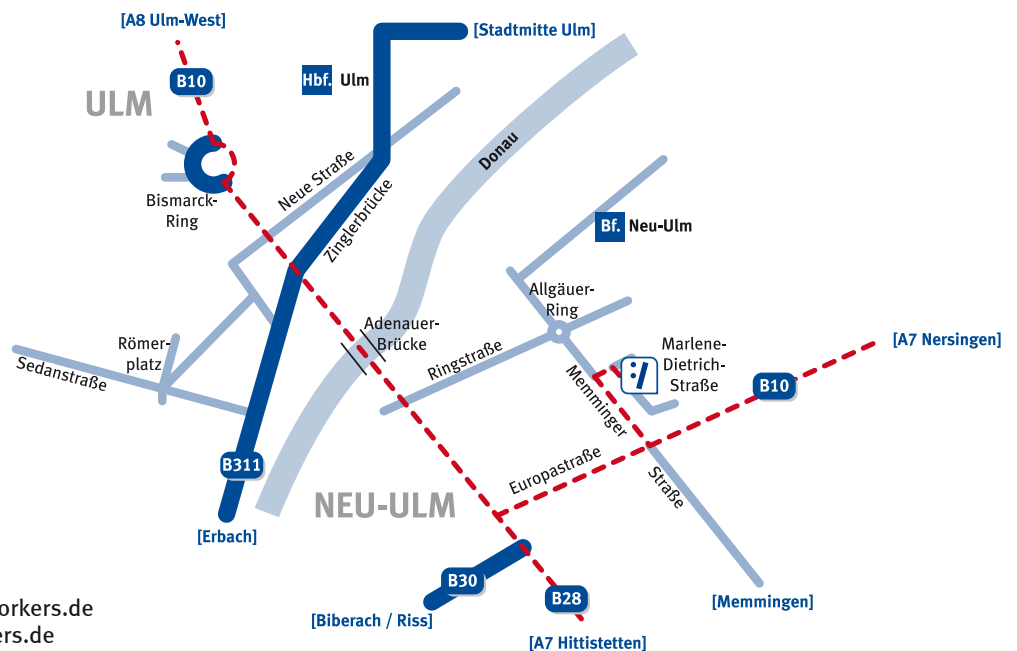 [A8 Ulm-West]
[Stadtmitte Ulm]
B10
Hbf. Ulm
ULM
Donau
Neue Straße
Bismarck-
Ring
Zinglerbrücke
Bf. Neu-Ulm
Allgäuer-
Ring
Adenauer-
Brücke
Römer-
platz
Sedanstraße
Ringstraße
Marlene-
Dietrich-
Straße
[A7 Nersingen]
B10
Memminger
Straße
Europastraße
B311
NEU-ULM
[Erbach]
B30
B28
[Biberach / Riss]
[Memmingen]
[A7 Hittistetten]
orkers.de
ers.de